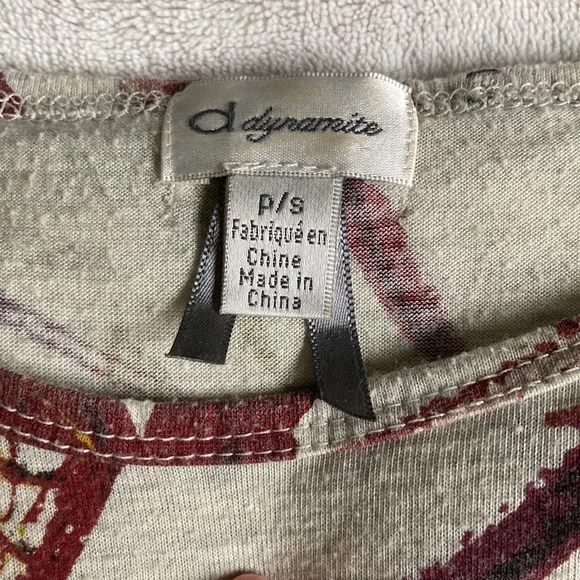 d dynamite
p/s
Fabriqué en
Chine
Made in
China